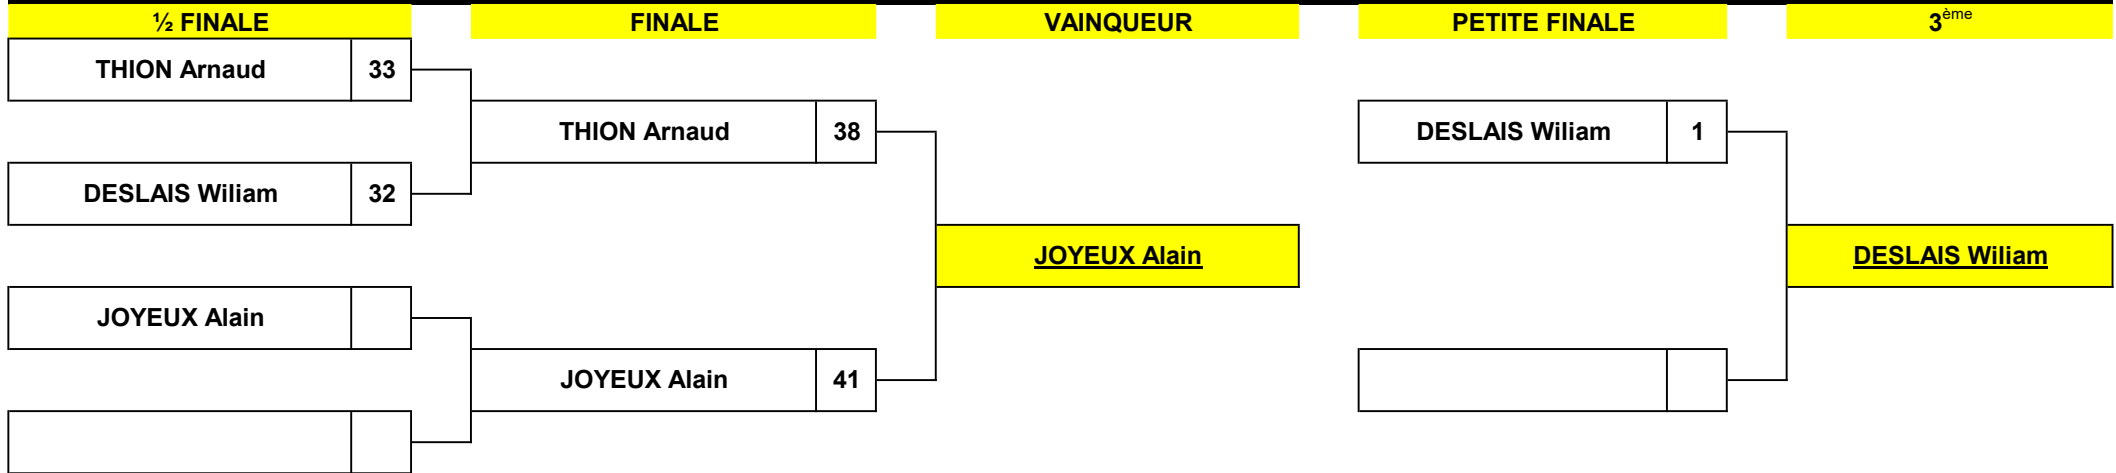 ½ FINALE
FINALE
VAINQUEUR
PETITE FINALE
3ème
THION Arnaud 33
THION Arnaud 38
DESLAIS Wiliam 1
DESLAIS Wiliam 32
JOYEUX Alain
DESLAIS Wiliam
JOYEUX Alain
JOYEUX Alain 41